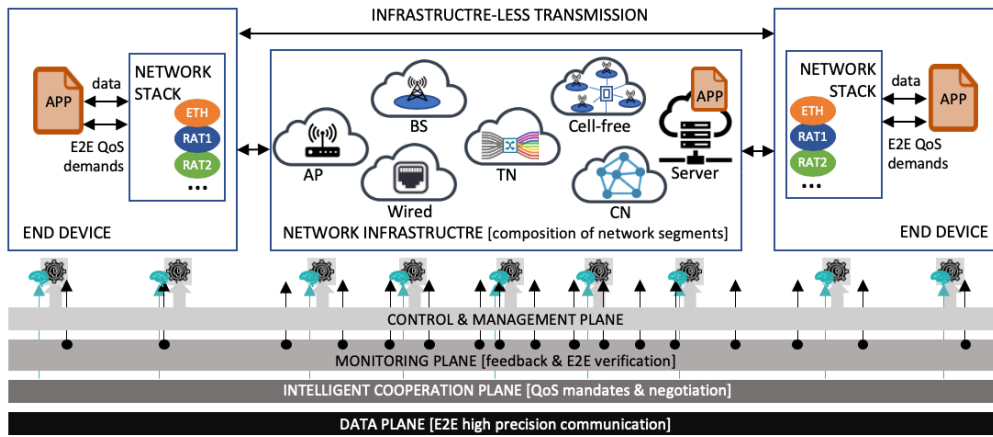 INFRASTRUCTRE-LESS TRANSMISSION
APP
data
E2E QoS
demands
NETWORK
STACK
ETH
RAT1
RAT2
...
END DEVICE
AP
BS
Wired
TN
Cell-free
CN
APP
Server
NETWORK INFRASTRUCTRE [composition of network segments]
NETWORK
STACK
ETH
RAT1
RAT2
...
data
E2E QoS
demands
APP
END DEVICE
CONTROL & MANAGEMENT PLANE
MONITORING PLANE [feedback & E2E verification]
INTELLIGENT COOPERATION PLANE [QoS mandates & negotiation]
DATA PLANE [E2E high precision communication]